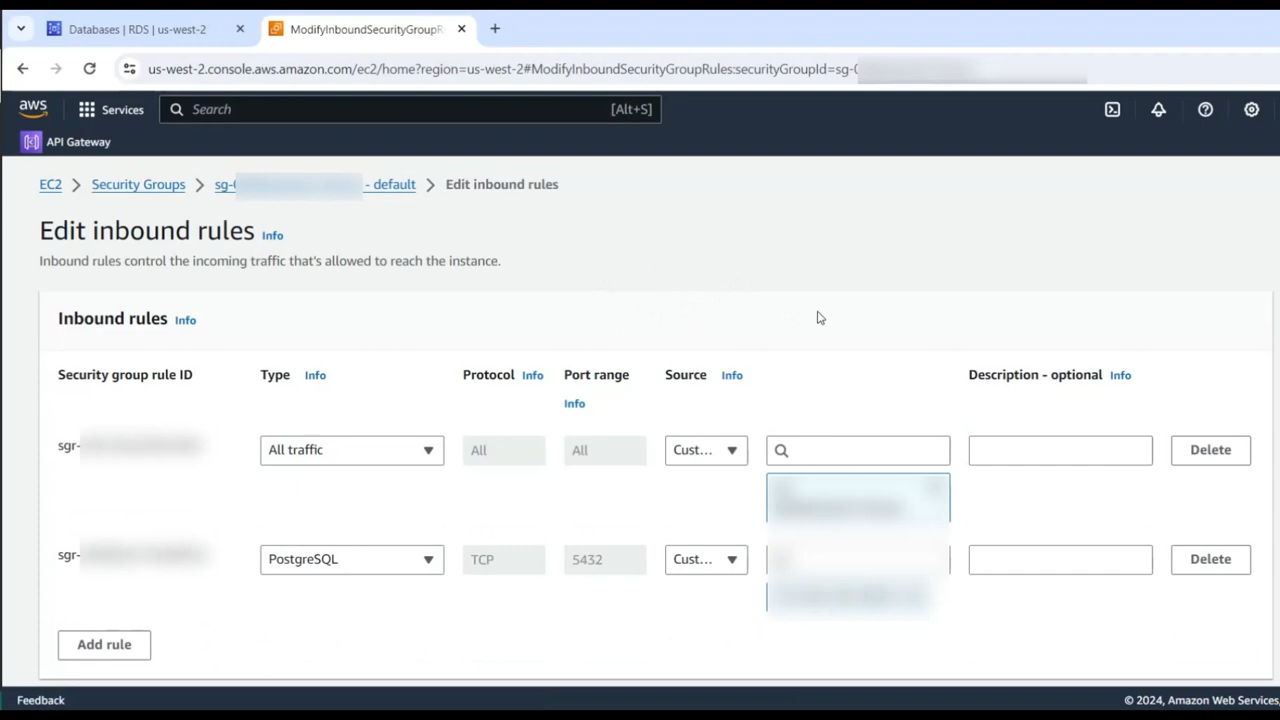 Databases | RDS | us-west-2
ModifyInboundSecurityGroupR
us-west-2.console.aws.amazon.com/ec2/home?region=us-west-2#ModifyInboundSecurityGroupRules:securityGroupId=sg-0
aws
Services
Search
[Alt+S]
API Gateway
EC2 > Security Groups > sg- - default > Edit inbound rules
Edit inbound rules Info
Inbound rules control the incoming traffic that's allowed to reach the instance.
Inbound rules Info
Security group rule ID
Type Info
Protocol Info
Port range
Info
Source Info
Description - optional Info
sgr-
All traffic
All
All
Cust...
Delete
sgr-
PostgreSQL
TCP
5432
Cust...
Delete
Add rule
Feedback
© 2024, Amazon Web Services